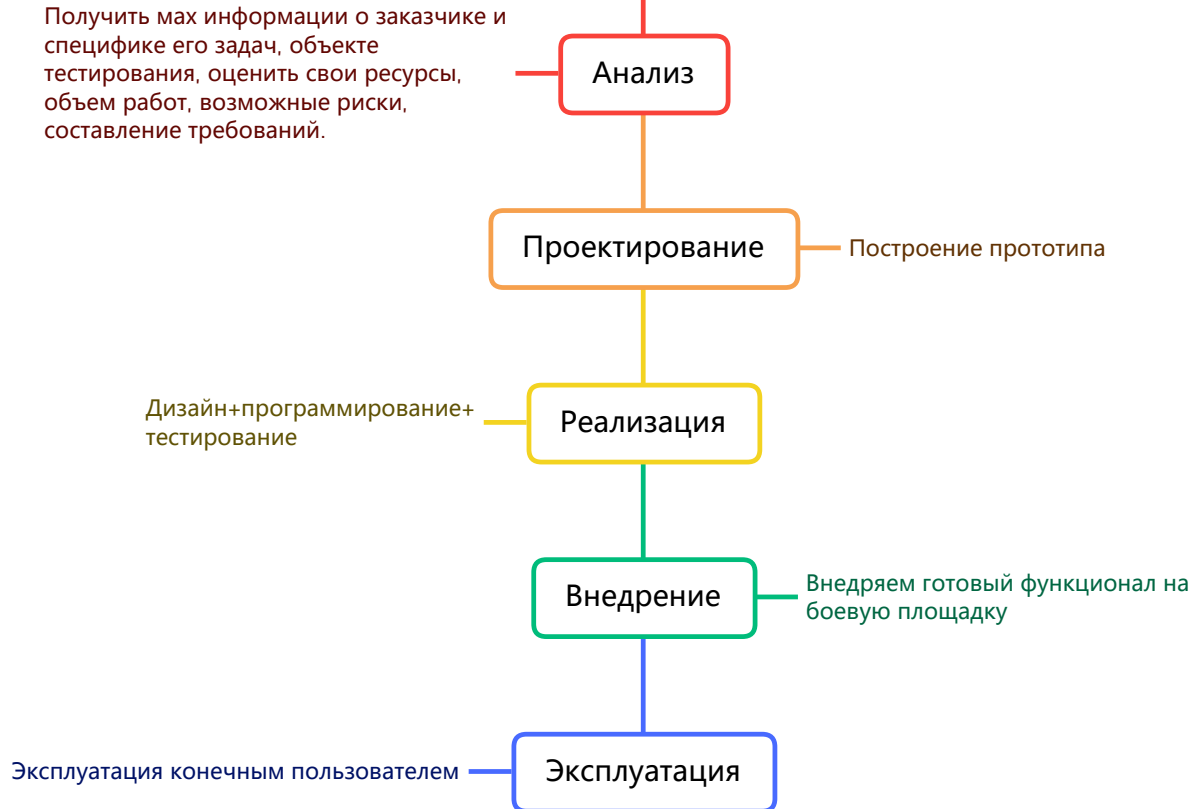 Получить мах информации о заказчике и
специфике его задач, объекте
тестирования, оценить свои ресурсы,
объем работ, возможные риски,
составление требований.
Анализ
Проектирование
Построение прототипа
Дизайн+программирование+
тестирование
Реализация
Внедрение
Внедряем готовый функционал на
боевую площадку
Эксплуатация конечным пользователем
Эксплуатация